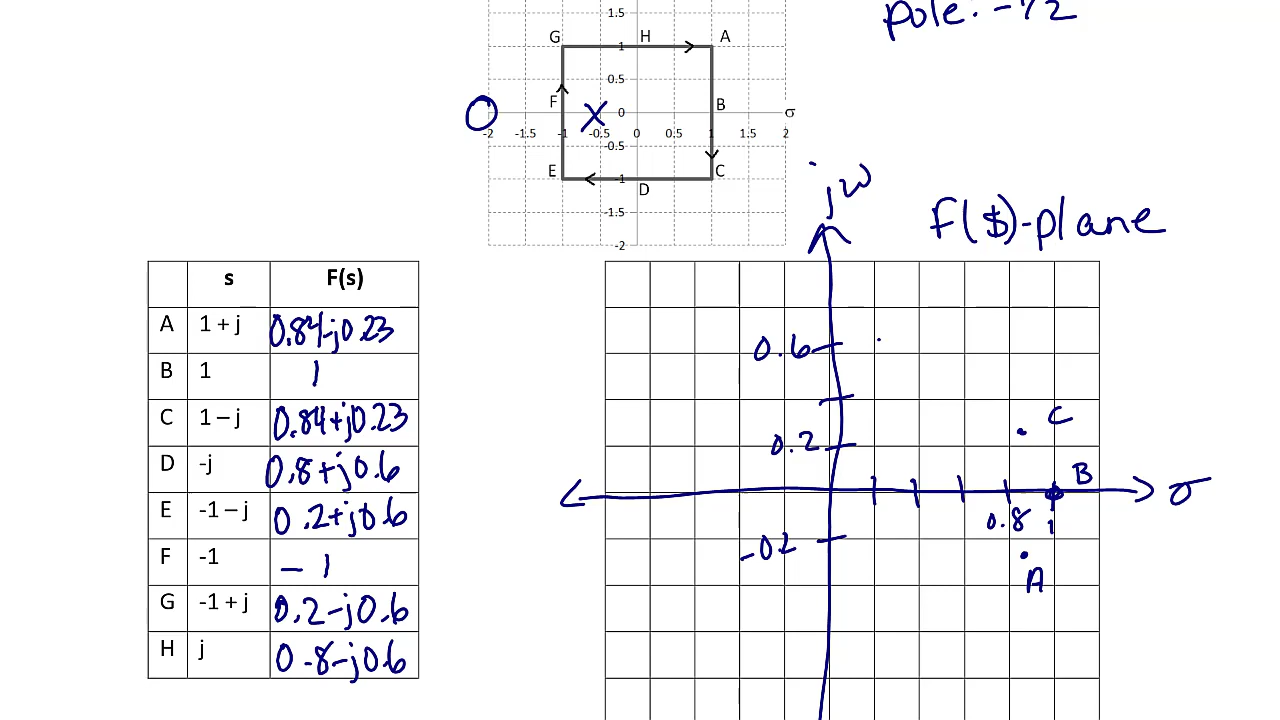 pole: -1/2
1.5
G H 1 A
0.5
O F X 0 B σ
-2 -1.5 -1 -0.5 0 0.5 1 1.5 2
-0.5
E -1 C
D
-1.5
-2
jω
F($)-plane
s F(s)
A 1 + j 0.84-j0.23
B 1 1
C 1 – j 0.84+j0.23
D -j 0.8+j0.6
E -1 – j 0.2+j0.6
F -1 -1
G -1 + j 0.2-j0.6
H j 0.8-j0.6
0.6
C
0.2
B
σ
0.8 1
-0.2
A